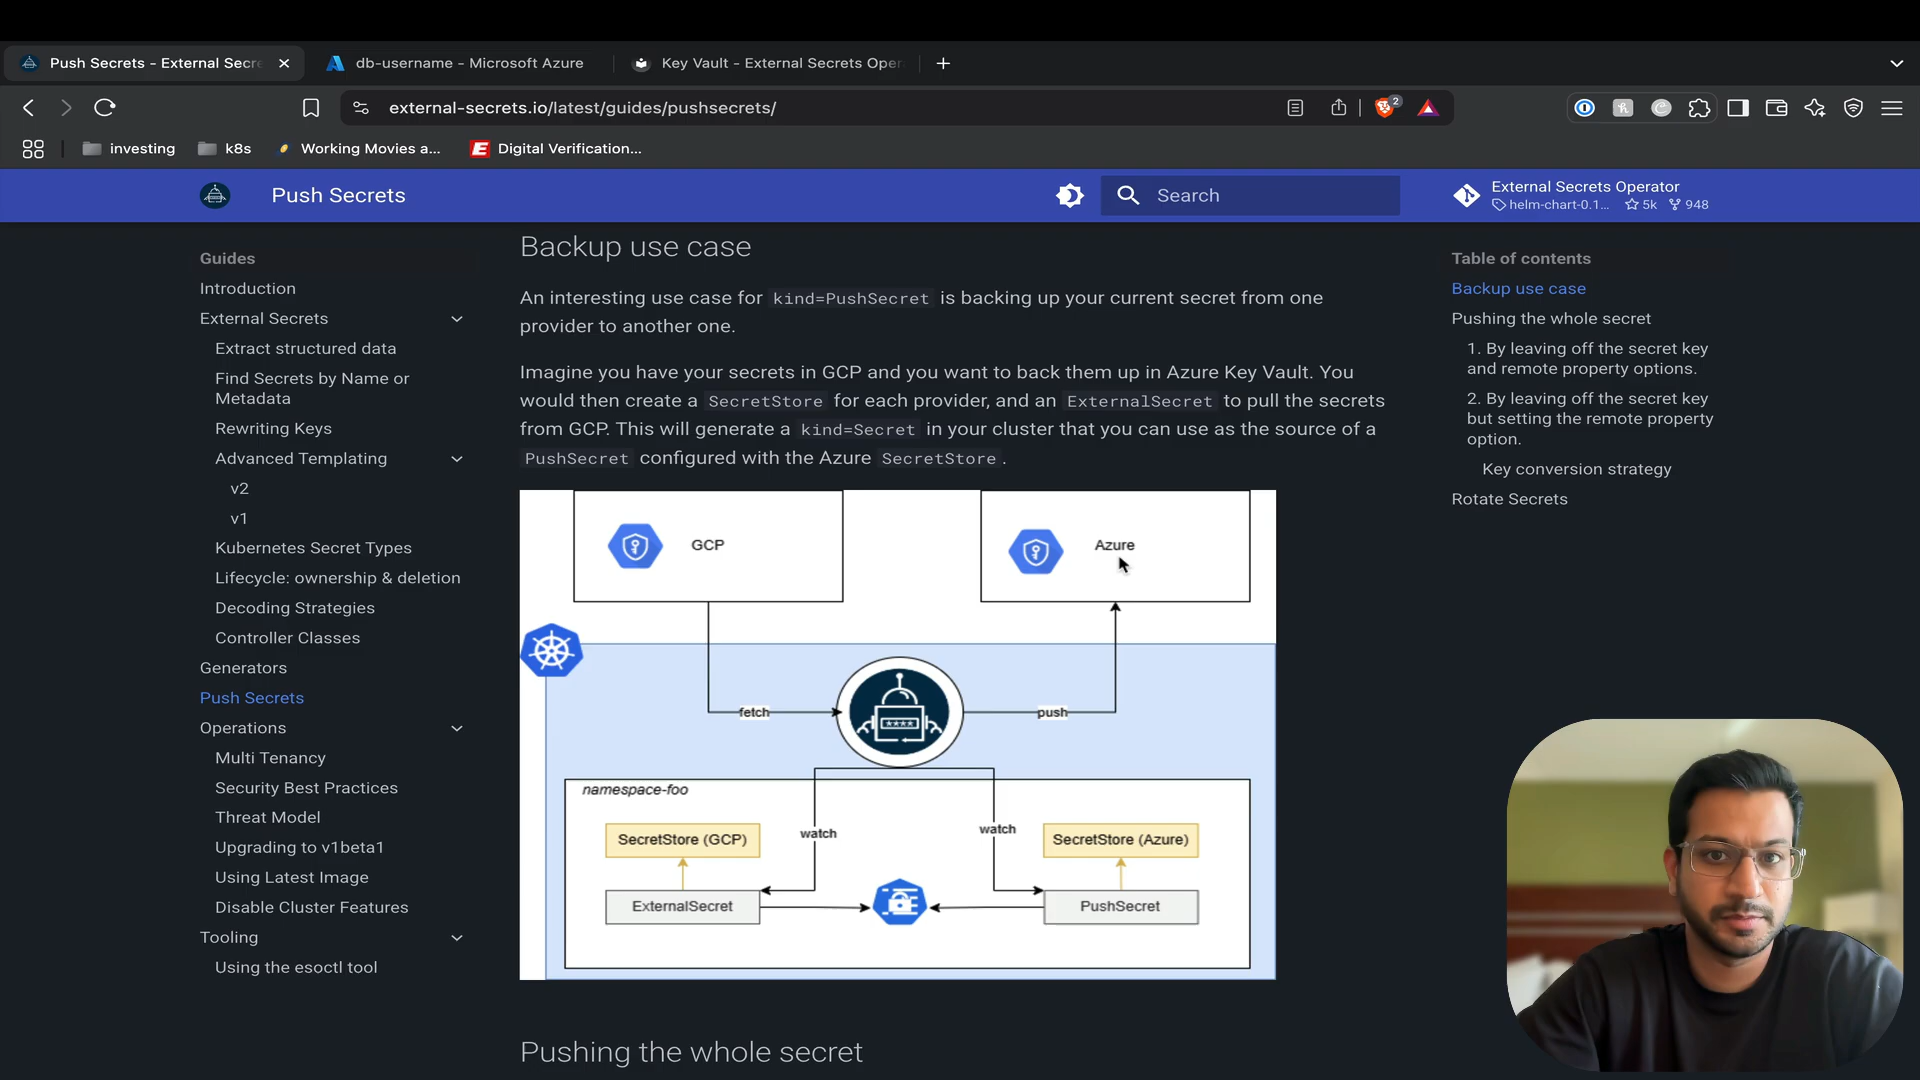 Push Secrets - External Secre
db-username - Microsoft Azure
Key Vault - External Secrets Oper
external-secrets.io/latest/guides/pushsecrets/
2
investing
k8s
Working Movies a...
E
Digital Verification...
Push Secrets
Search
External Secrets Operator
helm-chart-0.1...
5k
948
Guides
Introduction
External Secrets
Extract structured data
Find Secrets by Name or
Metadata
Rewriting Keys
Advanced Templating
v2
v1
Kubernetes Secret Types
Lifecycle: ownership & deletion
Decoding Strategies
Controller Classes
Generators
Push Secrets
Operations
Multi Tenancy
Security Best Practices
Threat Model
Upgrading to v1beta1
Using Latest Image
Disable Cluster Features
Tooling
Using the esoctl tool
Backup use case
An interesting use case for kind=PushSecret is backing up your current secret from one
provider to another one.
Imagine you have your secrets in GCP and you want to back them up in Azure Key Vault. You
would then create a SecretStore for each provider, and an ExternalSecret to pull the secrets
from GCP. This will generate a kind=Secret in your cluster that you can use as the source of a
PushSecret configured with the Azure SecretStore.
GCP
Azure
fetch
push
namespace-foo
SecretStore (GCP)
watch
watch
SecretStore (Azure)
ExternalSecret
PushSecret
Pushing the whole secret
Table of contents
Backup use case
Pushing the whole secret
1. By leaving off the secret key
and remote property options.
2. By leaving off the secret key
but setting the remote property
option.
Key conversion strategy
Rotate Secrets